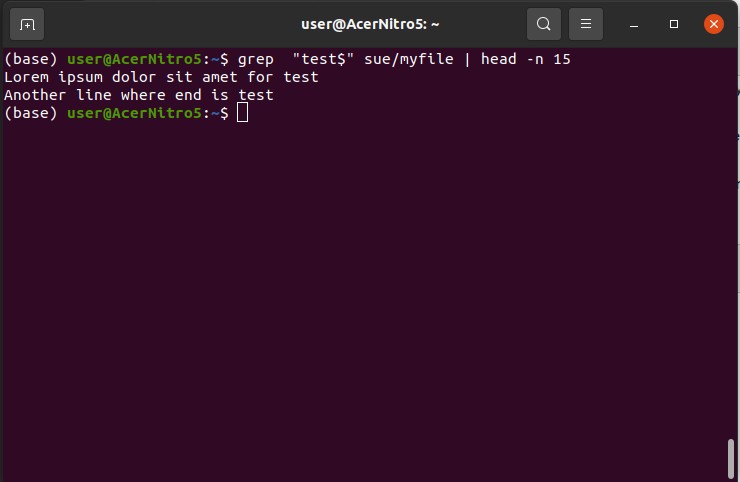 user@AcerNitro5: ~
(base) user@AcerNitro5:~$ grep  "test$" sue/myfile | head -n 15
Lorem ipsum dolor sit amet for test
Another line where end is test
(base) user@AcerNitro5:~$